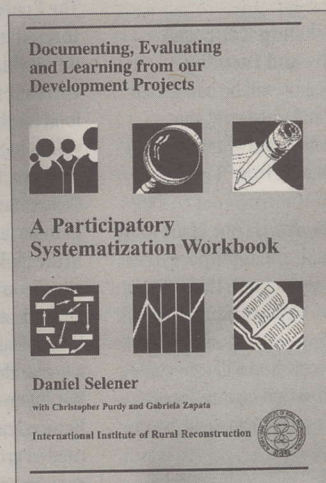 Documenting, Evaluating
and Learning from our
Development Projects
A Participatory
Systematization Workbook
Daniel Selener
with Christopher Purdy and Gabriela Zapata
International Institute of Rural Reconstruction